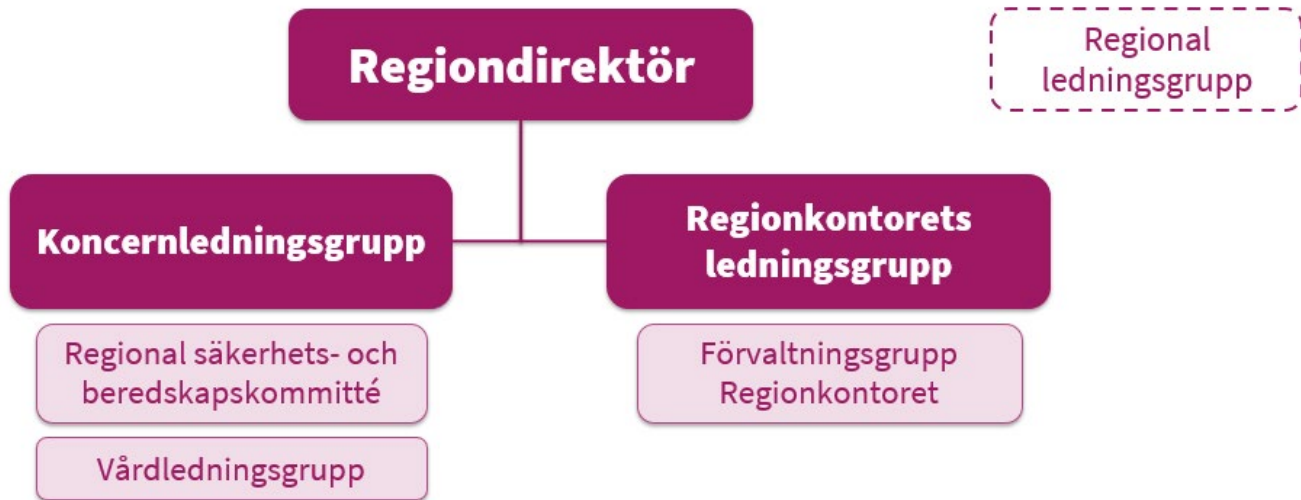 Regiondirektör
Regional
ledningsgrupp
Koncernledningsgrupp
Regionkontorets
ledningsgrupp
Regional säkerhets- och
beredskapskommitté
Förvaltningsgrupp
Regionkontoret
Vårdledningsgrupp